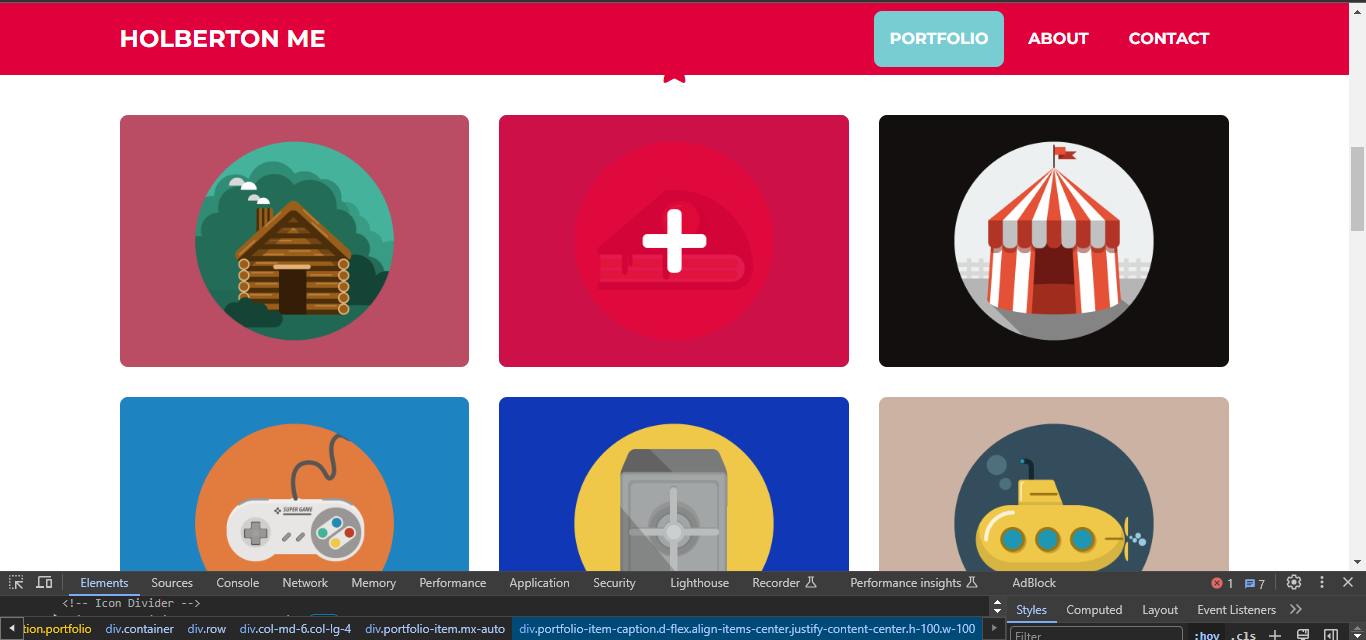 HOLBERTON ME
PORTFOLIO
ABOUT
CONTACT
SUPER GAME
Elements Sources Console Network Memory Performance Application Security Lighthouse Recorder Performance insights AdBlock 1 7
<!-- Icon Divider -->
Styles Computed Layout Event Listeners
tion.portfolio div.container div.row div.col-md-6.col-lg-4 div.portfolio-item.mx-auto div.portfolio-item-caption.d-flex.align-items-center.justify-content-center.h-100.w-100
Filter :hov .cls